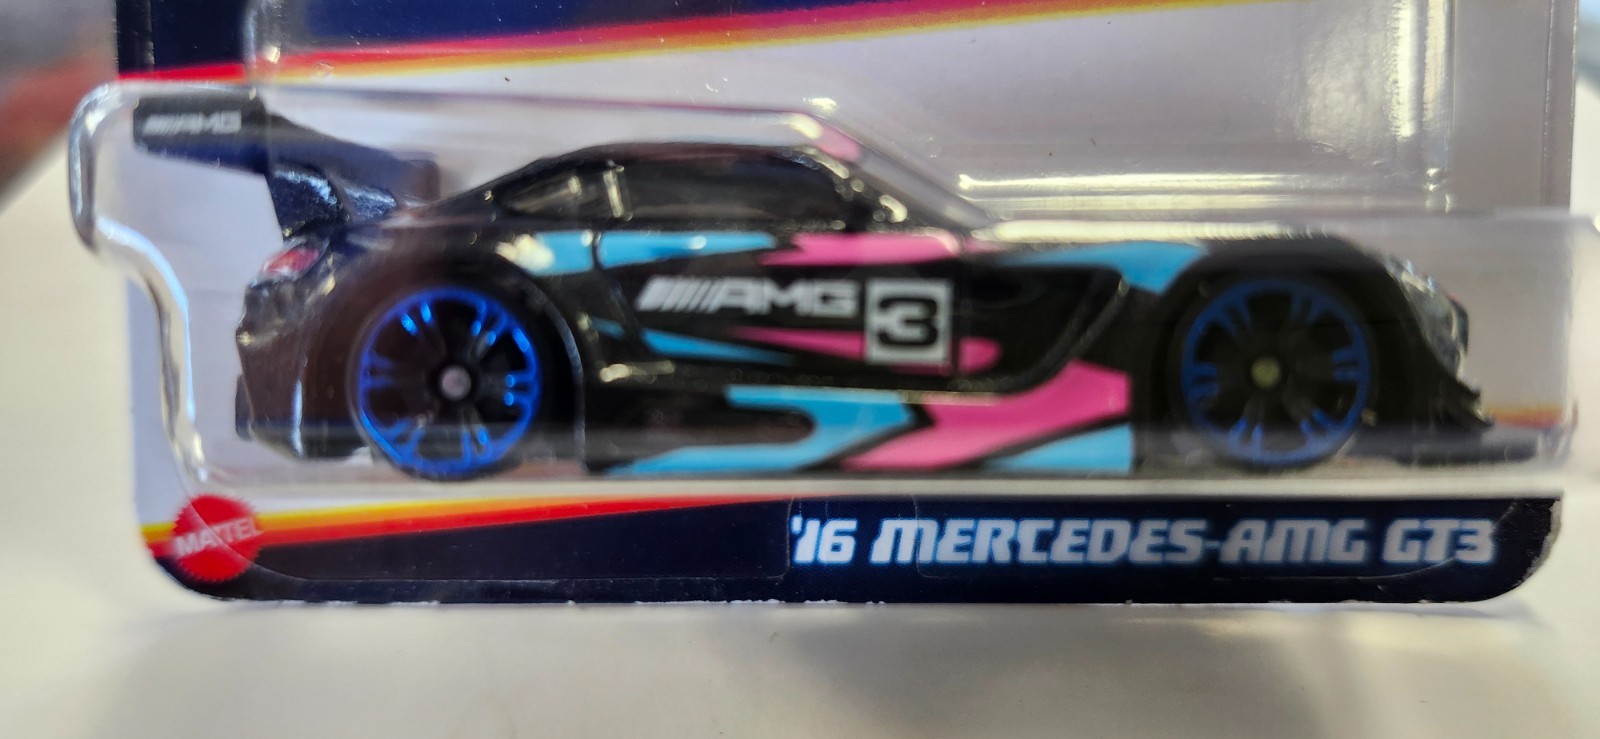 AMG
AMG 3
MATTEL
'16 MERCEDES-AMG GT3